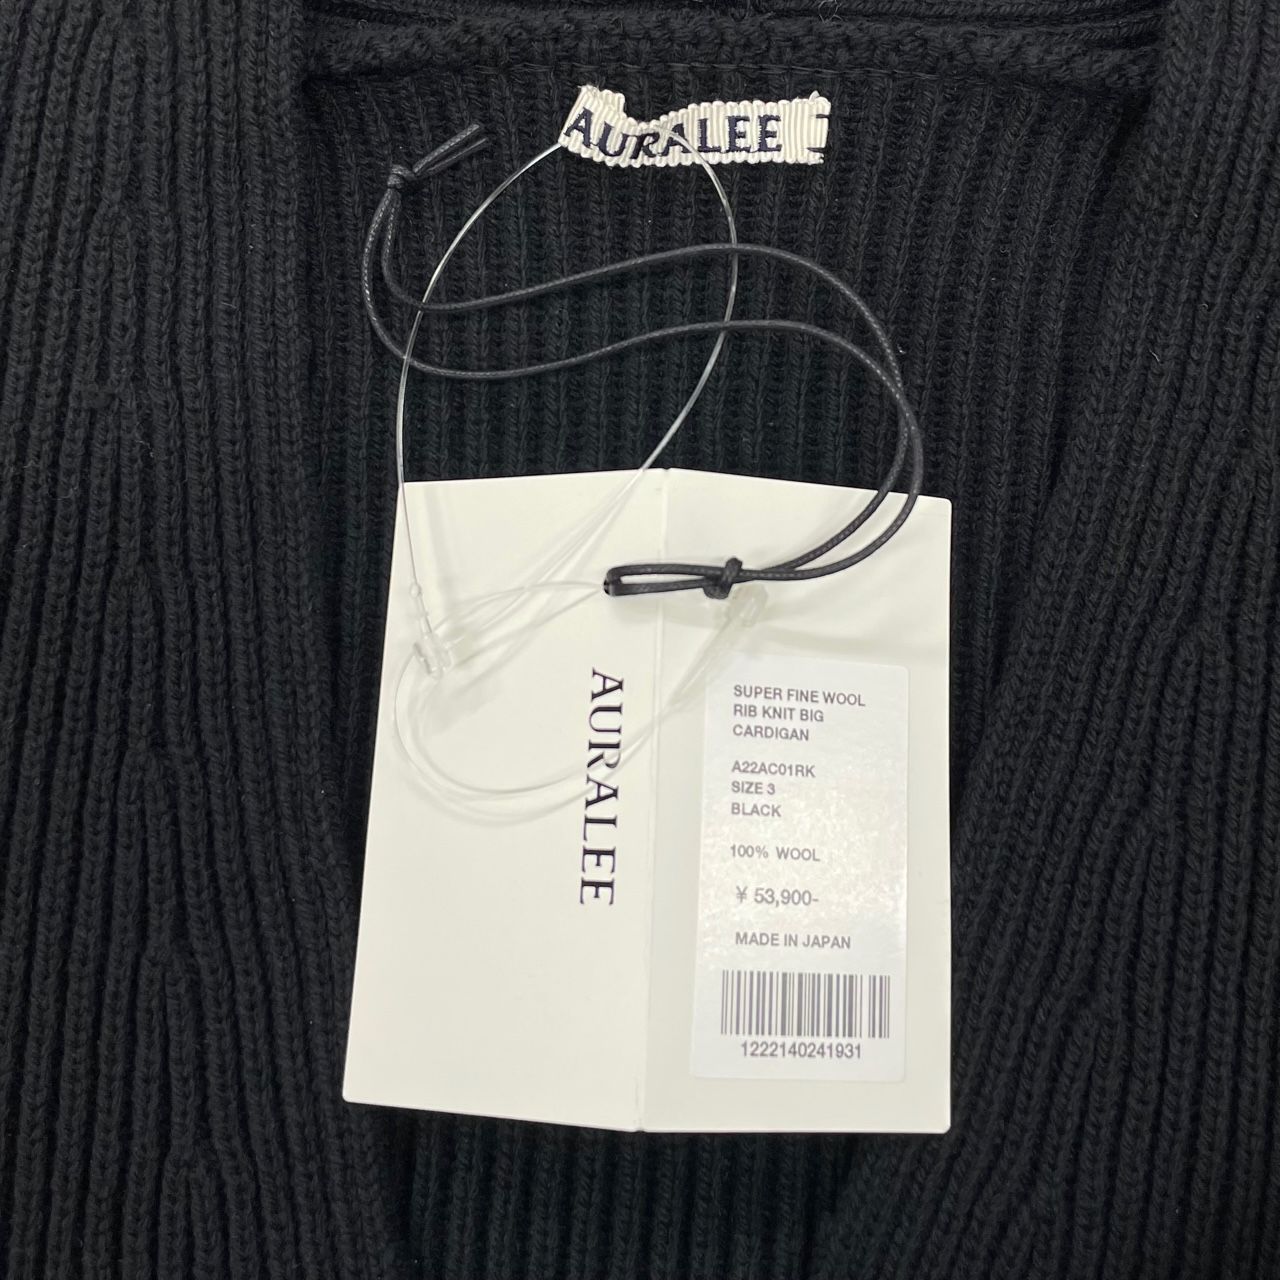 AURALEE
AURALEE
SUPER FINE WOOL
RIB KNIT BIG
CARDIGAN
A22AC01RK
SIZE 3
BLACK
100% WOOL
¥ 53,900-
MADE IN JAPAN
1222140241931